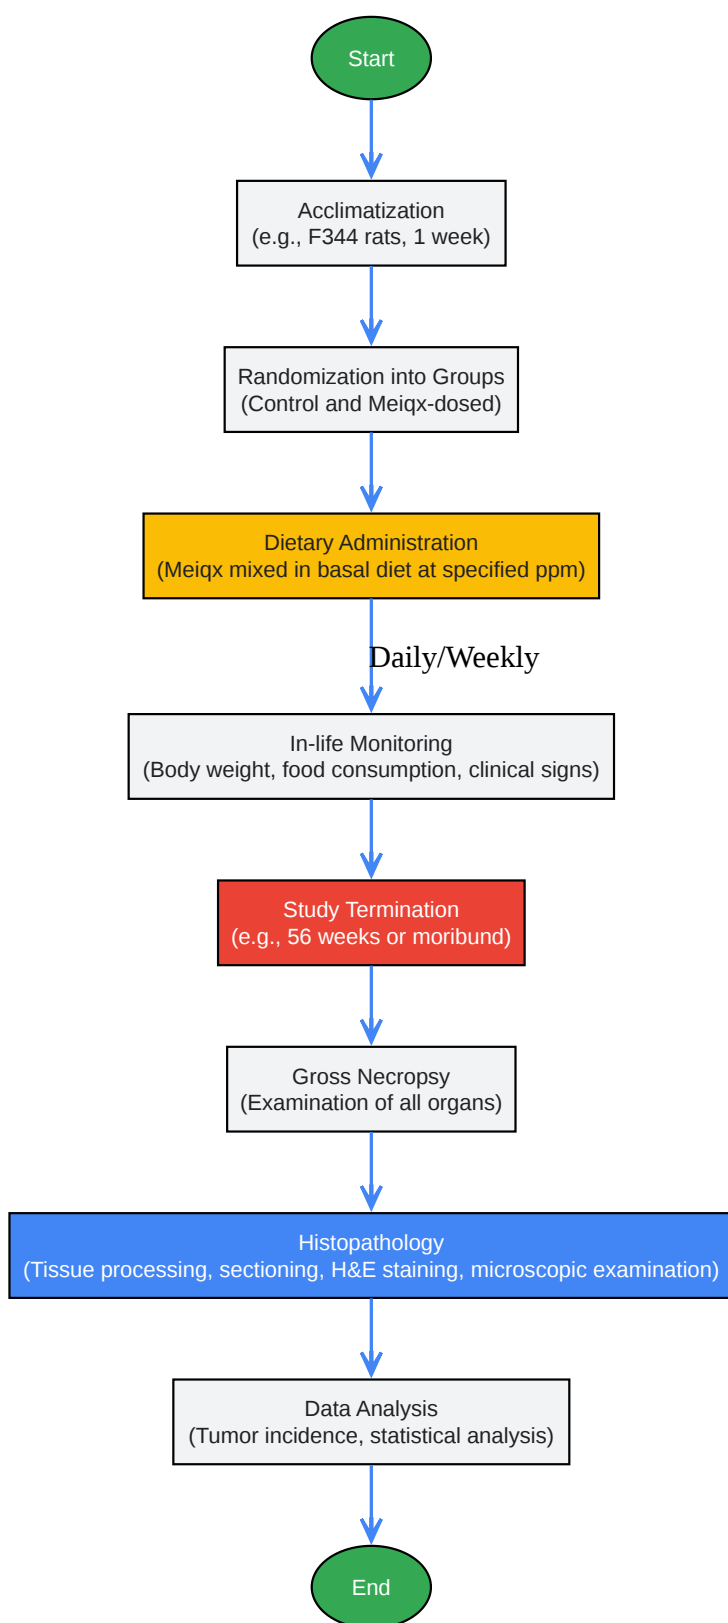 Start
Acclimatization
(e.g., F344 rats, 1 week)
Randomization into Groups
(Control and Meiqx-dosed)
Dietary Administration
(Meiqx mixed in basal diet at specified ppm)
Daily/Weekly
In-life Monitoring
(Body weight, food consumption, clinical signs)
Study Termination
(e.g., 56 weeks or moribund)
Gross Necropsy
(Examination of all organs)
Histopathology
(Tissue processing, sectioning, H&E staining, microscopic examination)
Data Analysis
(Tumor incidence, statistical analysis)
End